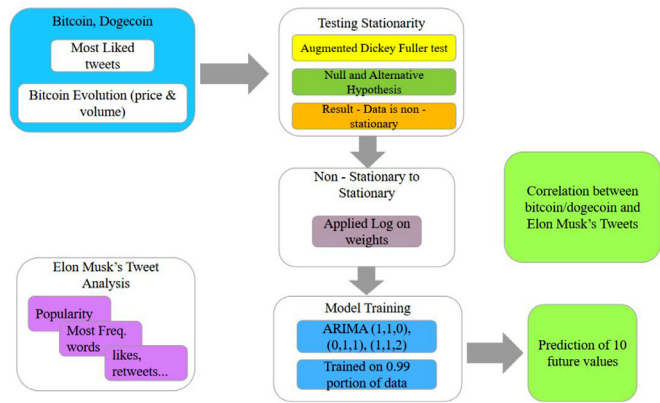 Bitcoin, Dogecoin
Most Liked
tweets
Bitcoin Evolution (price &
volume)
Testing Stationarity
Augmented Dickey Fuller test
Null and Alternative
Hypothesis
Result - Data is non -
stationary
Non - Stationary to
Stationary
Applied Log on
weights
Correlation between
bitcoin/dogecoin and
Elon Musk's Tweets
Elon Musk's Tweet
Analysis
Popularity
Most Freq.
words
likes,
retweets...
Model Training
ARIMA (1,1,0),
(0,1,1), (1,1,2)
Trained on 0.99
portion of data
Prediction of 10
future values